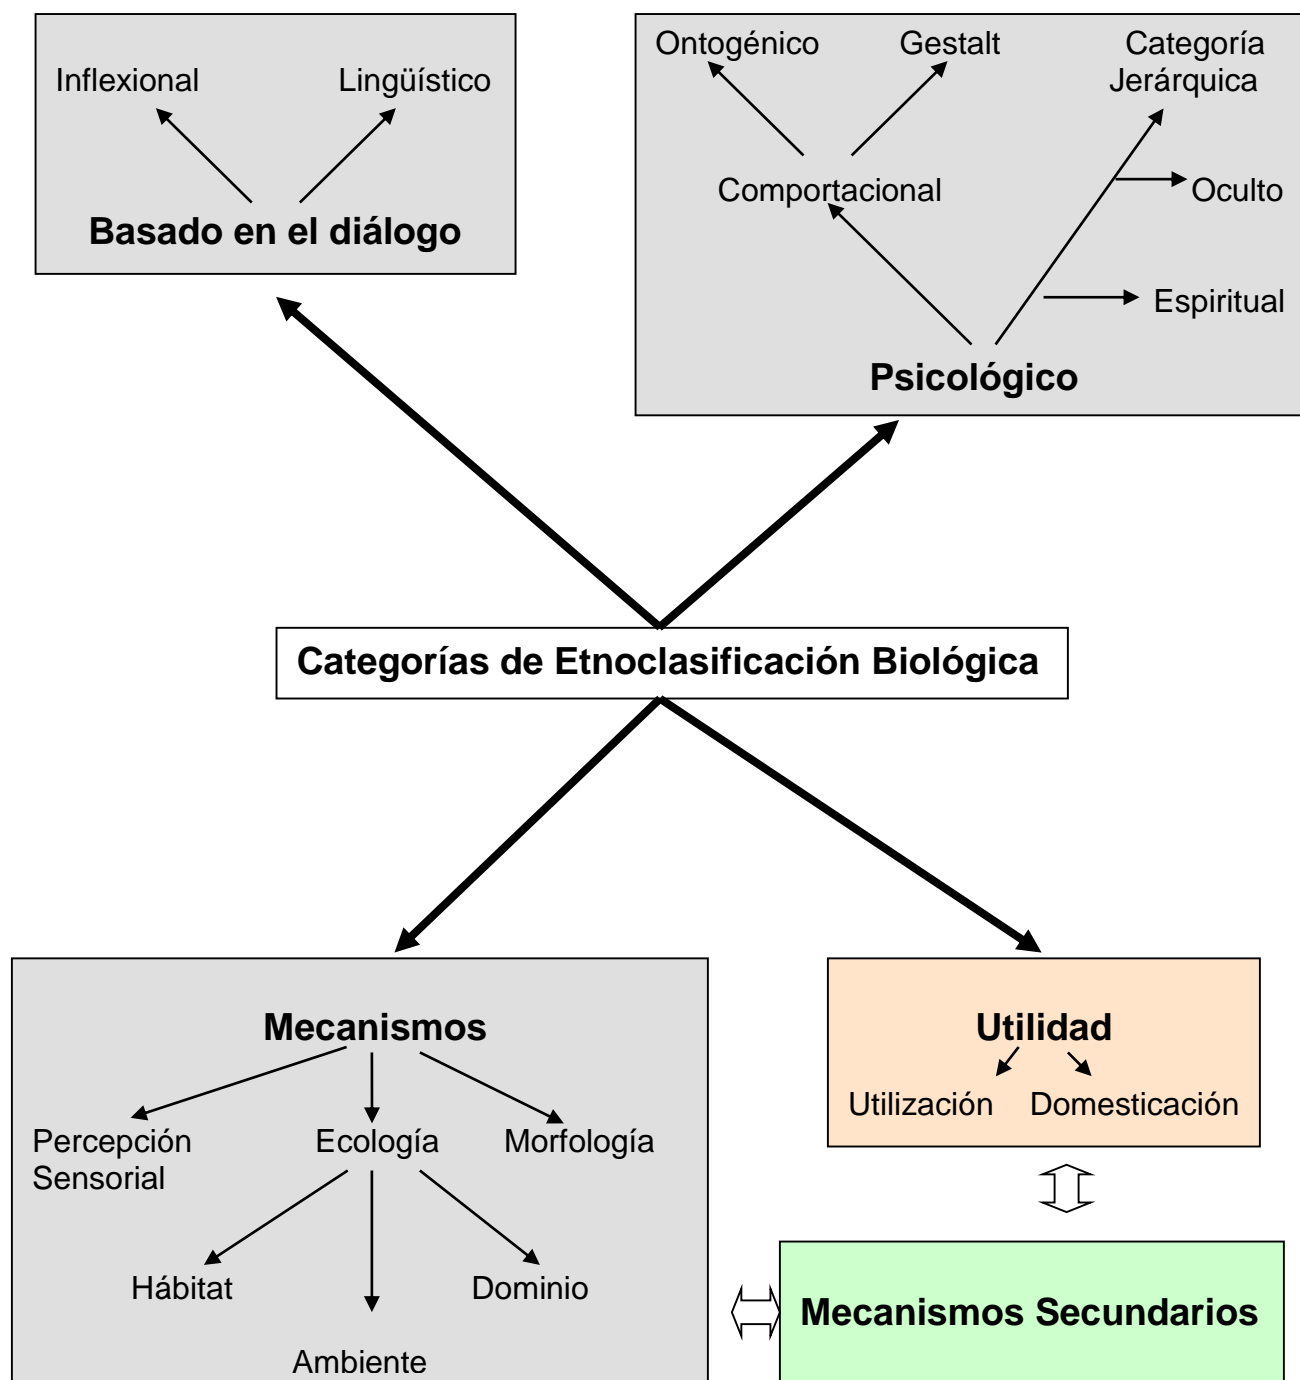 Inflexional
Lingüístico
Basado en el diálogo
Ontogénico
Gestalt
Categoría
Jerárquica
Comportacional
Oculto
Espiritual
Psicológico
Categorías de Etnoclasificación Biológica
Mecanismos
Percepción
Sensorial
Ecología
Morfología
Hábitat
Dominio
Ambiente
Utilidad
Utilización
Domesticación
Mecanismos Secundarios